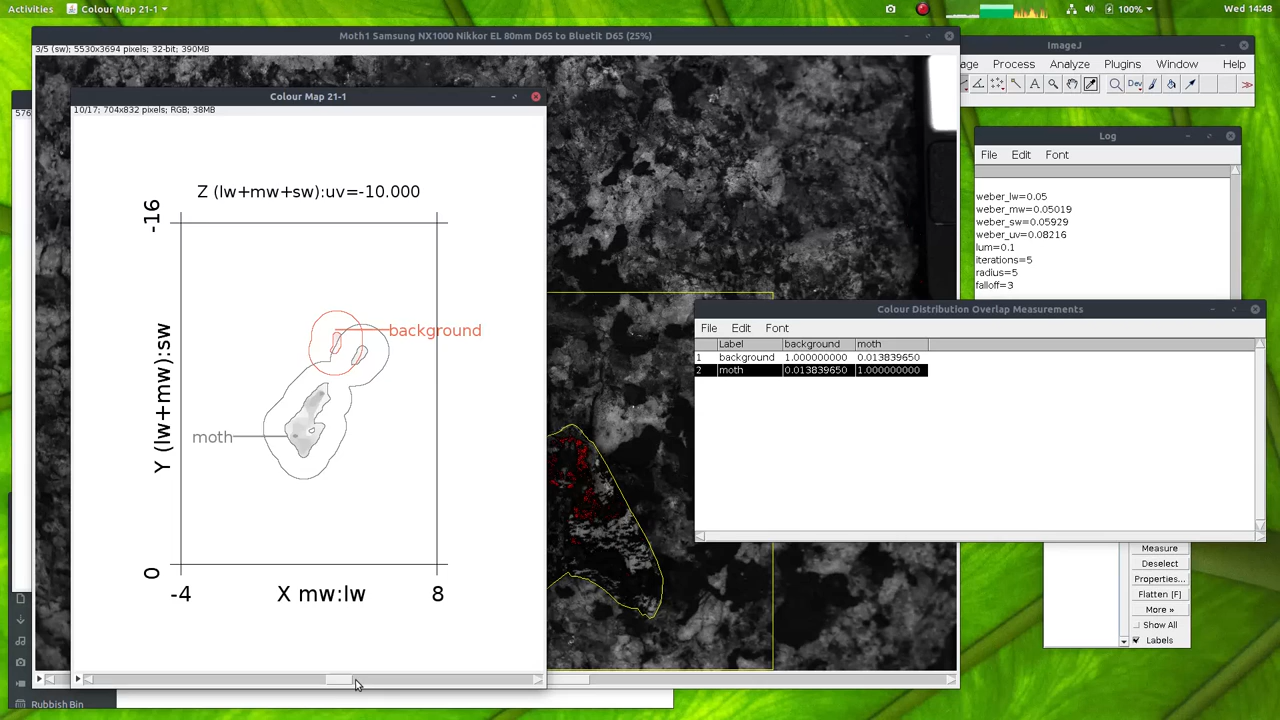 Activities
Colour Map 21-1
100%
Wed 14:48
Moth1 Samsung NX1000 Nikkor EL 80mm D65 to Bluetit D65 (25%)
3/5 (sw); 5530x3694 pixels; 32-bit; 390MB
ImageJ
age Process Analyze Plugins Window Help
A Dev >>
576
Colour Map 21-1
10/17; 704x832 pixels; RGB; 38MB
Z (lw+mw+sw):uv=-10.000
-16
Y (lw+mw):sw
0
background
moth
-4
X mw:lw
8
Log
File Edit Font
weber_lw=0.05
weber_mw=0.05019
weber_sw=0.05929
weber_uv=0.08216
lum=0.1
iterations=5
radius=5
falloff=3
Colour Distribution Overlap Measurements
File Edit Font
Label background moth
1 background 1.000000000 0.013839650
2 moth 0.013839650 1.000000000
Measure
Deselect
Properties...
Flatten [F]
More »
Show All
Labels
Rubbish Bin